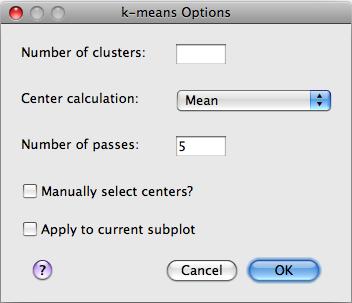 k-means Options
Number of clusters:
Center calculation: Mean
Number of passes: 5
Manually select centers?
Apply to current subplot
? Cancel OK